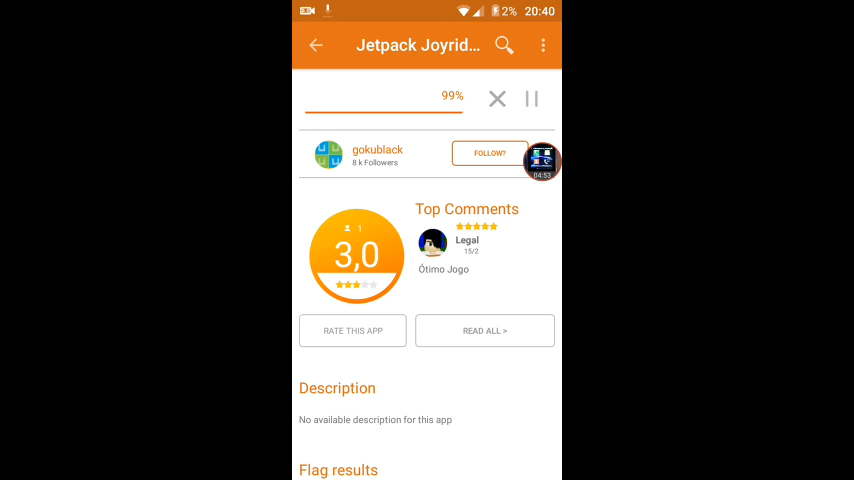 2% 20:40
Jetpack Joyrid...
99%
gokublack
8 k Followers
FOLLOW?
04:53
1
3,0
Top Comments
Legal
15/2
Ótimo Jogo
RATE THIS APP
READ ALL >
Description
No available description for this app
Flag results